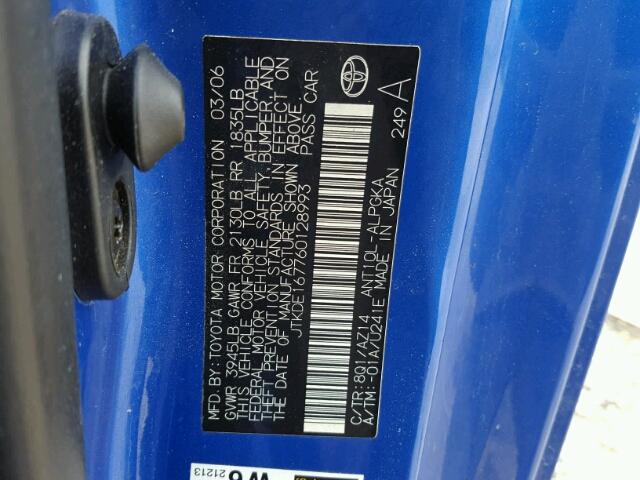 MFD. BY: TOYOTA MOTOR CORPORATION 03/06
GVWR 3945LB GAWR FR 2130LB RR 1835LB
THIS VEHICLE CONFORMS TO ALL APPLICABLE
FEDERAL MOTOR VEHICLE SAFETY, BUMPER, AND
THEFT PREVENTION STANDARDS IN EFFECT ON
THE DATE OF MANUFACTURE SHOWN ABOVE.
JTKDE167760128993 PASS CAR
C/TR: 8Q1/AZ14 ANT10L-ALPGKA 249 A
A/TM: -01A/U241E MADE IN JAPAN
21213